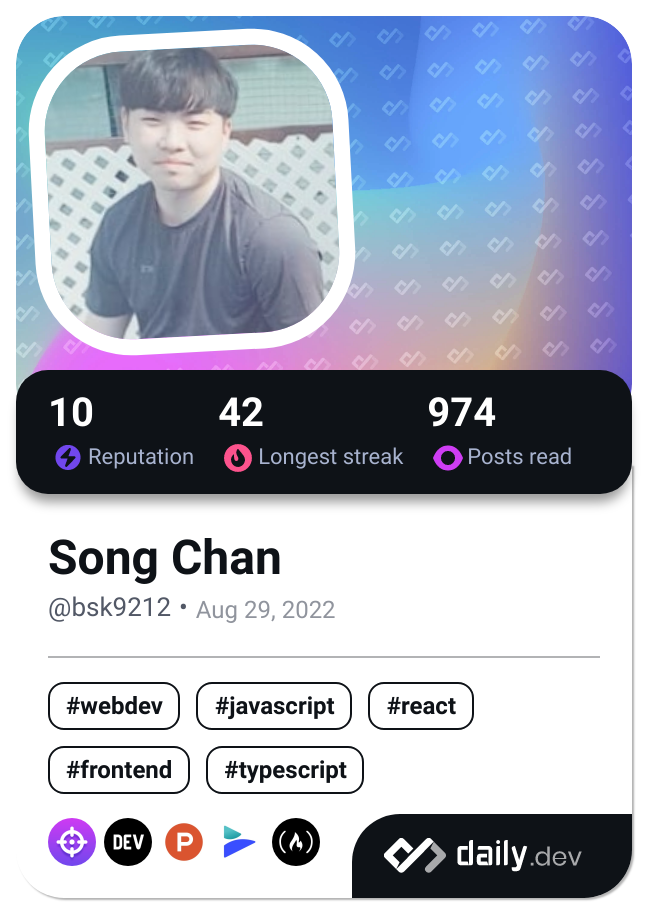 10 42 974
Reputation Longest streak Posts read
Song Chan
@bsk9212 • Aug 29, 2022
#webdev #javascript #react
#frontend #typescript
DEV P
daily.dev